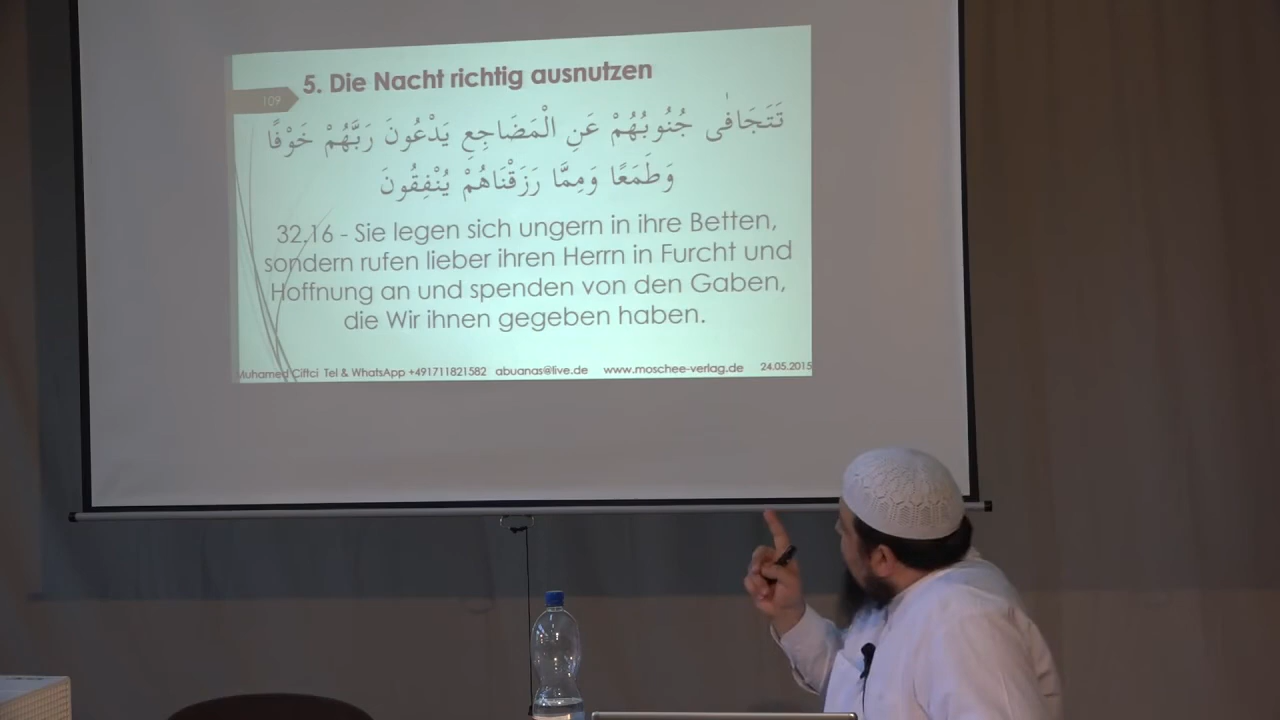 5. Die Nacht richtig ausnutzen
109
تَتَجَافَىٰ جُنُوبُهُمْ عَنِ الْمَضَاجِعِ يَدْعُونَ رَبَّهُمْ خَوْفًا
وَطَمَعًا وَمِمَّا رَزَقْنَاهُمْ يُنْفِقُونَ
32.16 - Sie legen sich ungern in ihre Betten,
sondern rufen lieber ihren Herrn in Furcht und
Hoffnung an und spenden von den Gaben,
die Wir ihnen gegeben haben.
Muhamed Ciftci Tel & WhatsApp +491711821582 abuanas@live.de www.moschee-verlag.de 24.05.2015